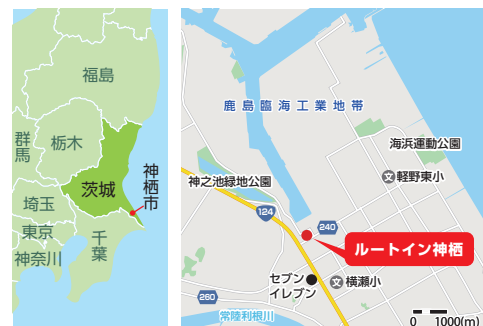 福島
群馬
栃木
茨城
神栖市
埼玉
東京
神奈川
千葉
鹿島臨海工業地帯
海浜運動公園
文 軽野東小
神之池緑地公園
124
240
ルートイン神栖
セブン
イレブン
文 横瀬小
260
常陸利根川
0 1000(m)